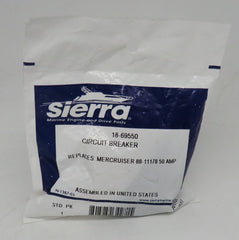 sierra
Marine Engine and Drive Parts
18-69550
CIRCUIT BREAKER
REPLACES: MERCRUISER 88-11178 50 AMP
ASSEMBLED IN UNITED STATES
STD PK
1